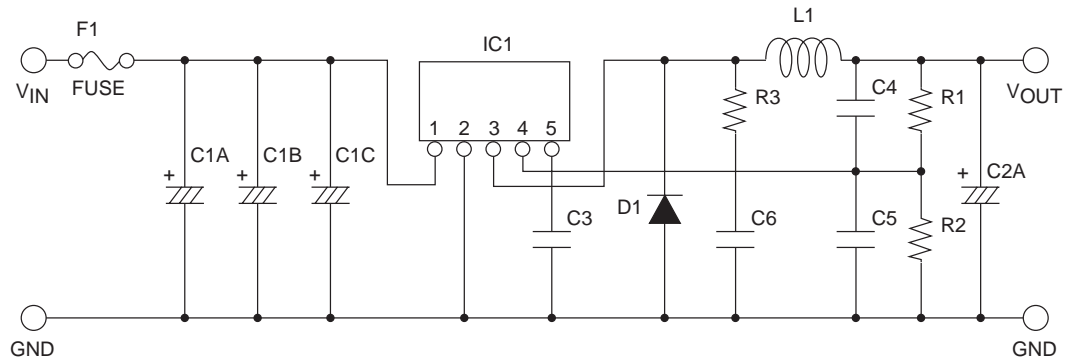 F1
FUSE
VIN
IC1
1 2 3 4 5
L1
VOUT
C1A
C1B
C1C
+
+
+
C3
D1
R3
C6
C4
R1
C5
R2
C2A
+
GND
GND